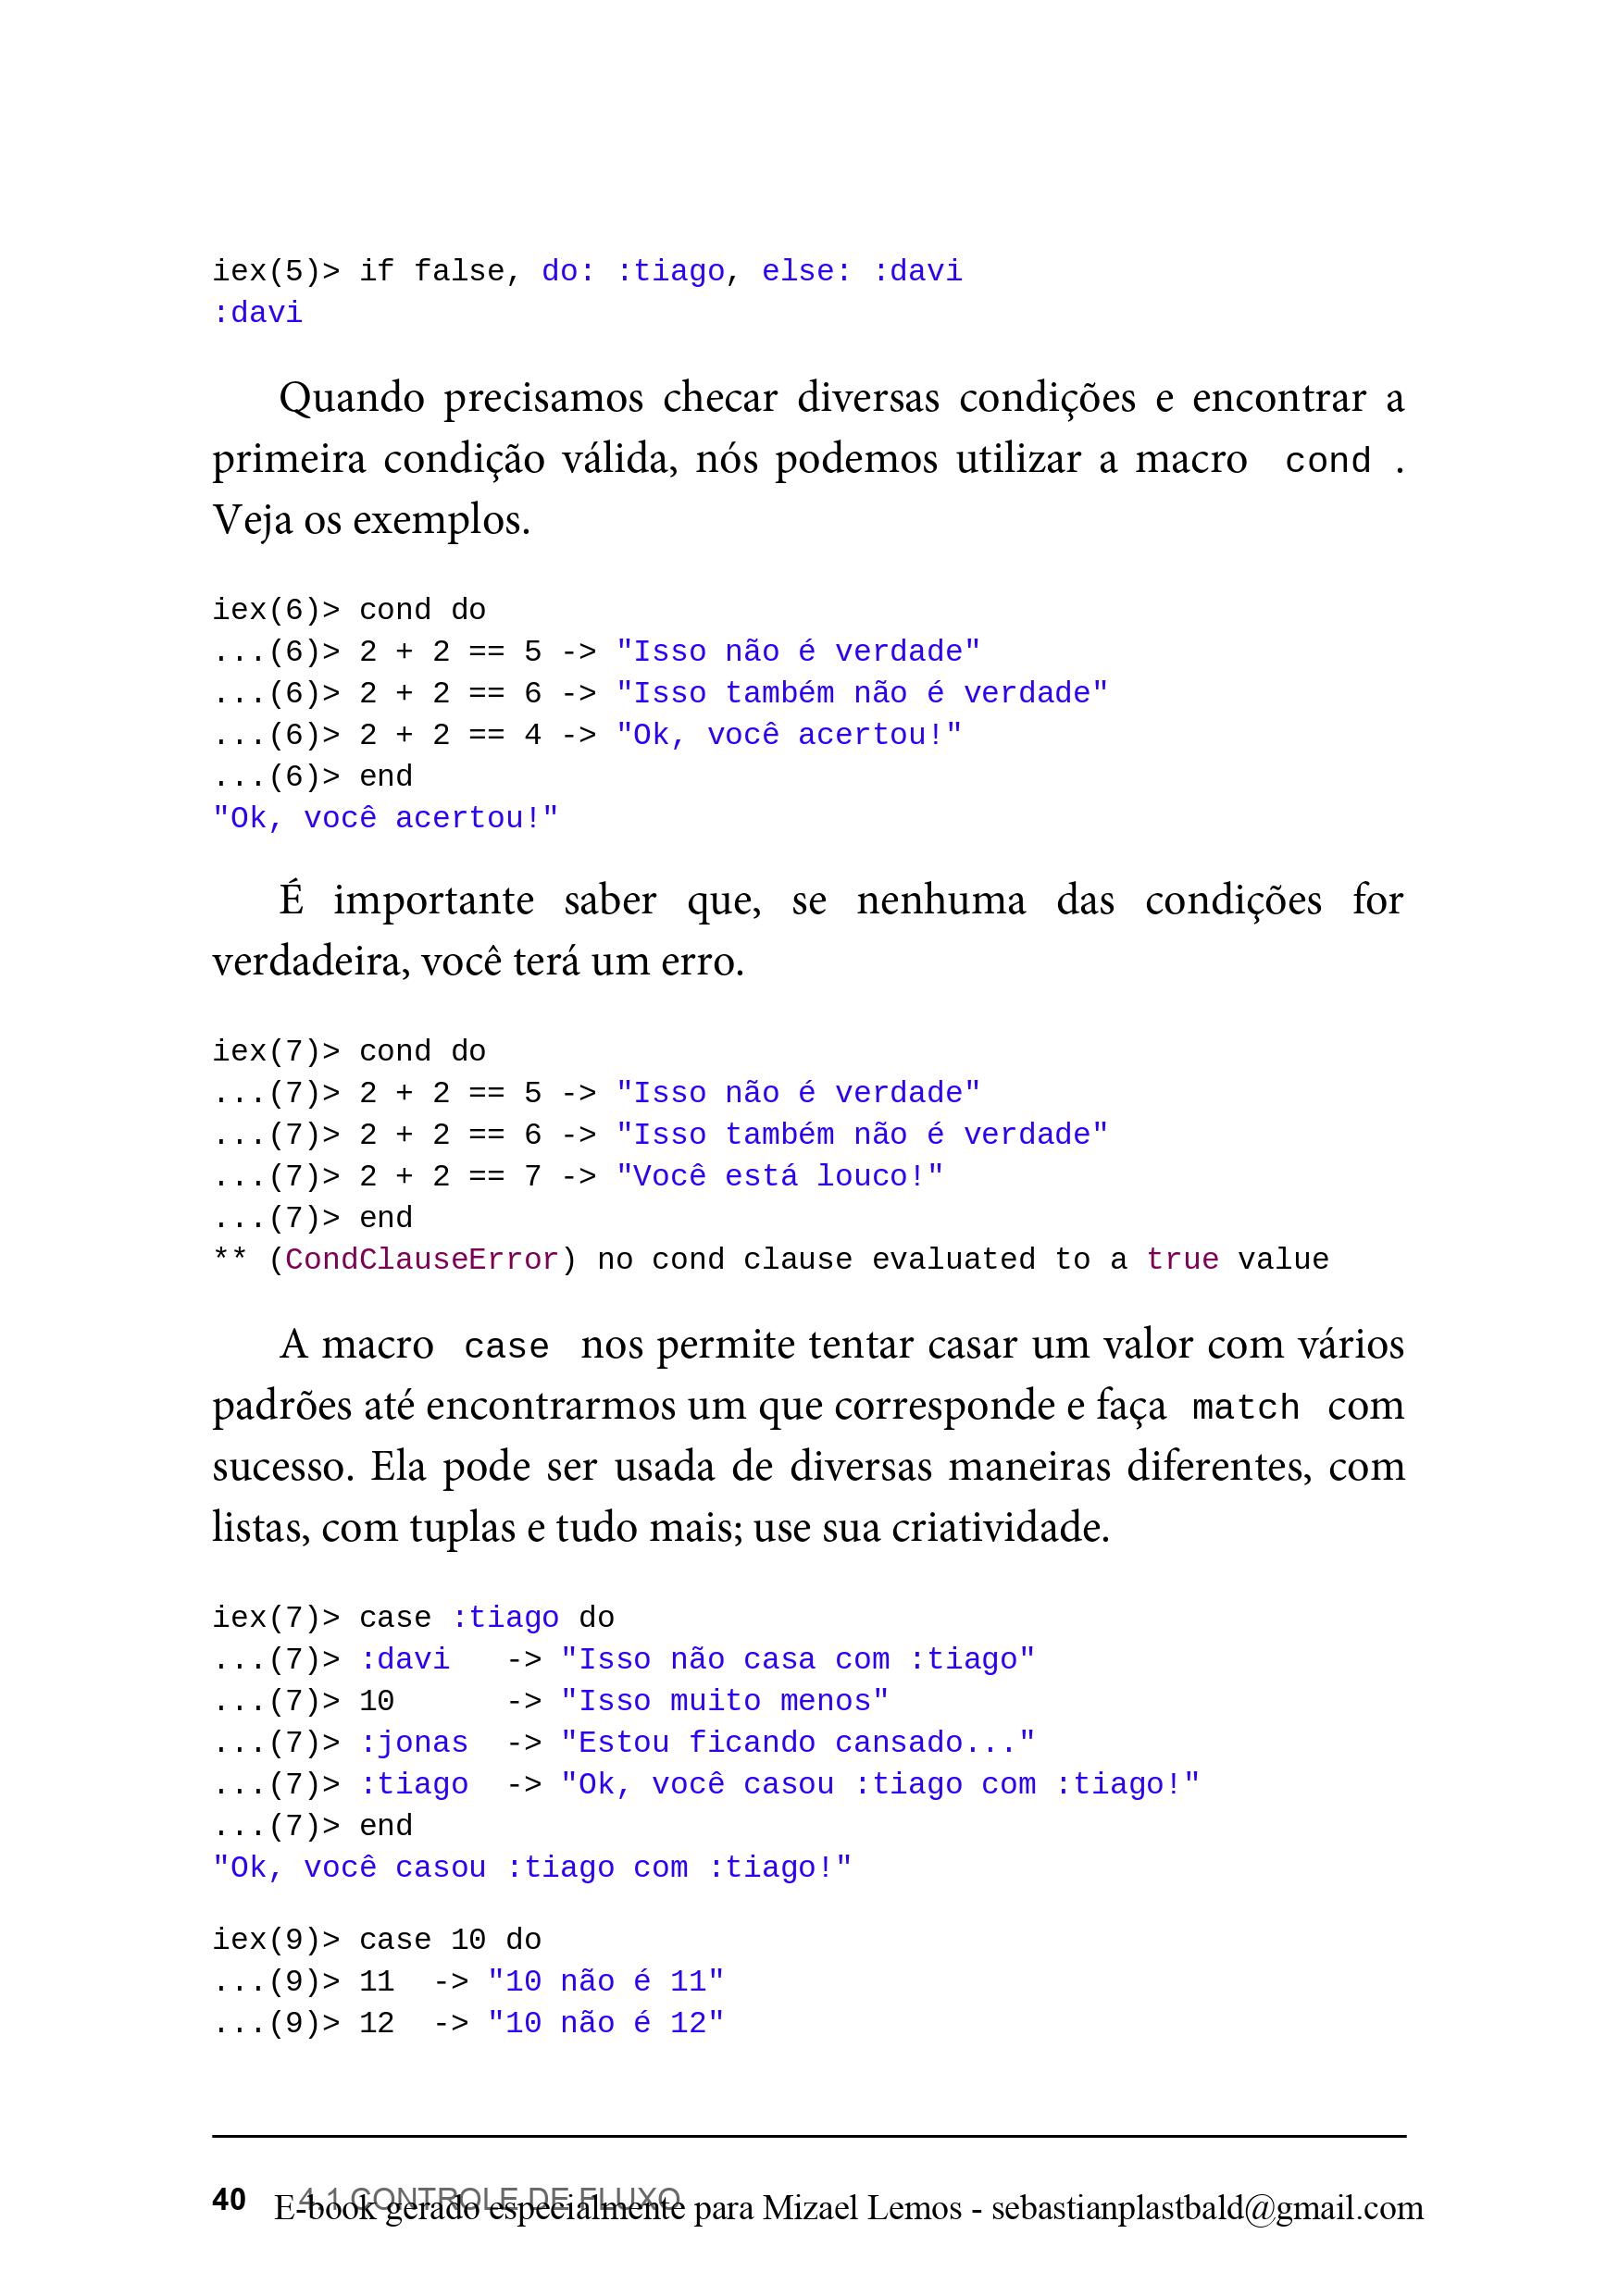 iex(5)> if false, do: :tiago, else: :davi
:davi
Quando precisamos checar diversas condições e encontrar a
primeira condição válida, nós podemos utilizar a macro cond .
Veja os exemplos.
iex(6)> cond do
...(6)> 2 + 2 == 5 -> "Isso não é verdade"
...(6)> 2 + 2 == 6 -> "Isso também não é verdade"
...(6)> 2 + 2 == 4 -> "Ok, você acertou!"
...(6)> end
"Ok, você acertou!"
É importante saber que, se nenhuma das condições for
verdadeira, você terá um erro.
iex(7)> cond do
...(7)> 2 + 2 == 5 -> "Isso não é verdade"
...(7)> 2 + 2 == 6 -> "Isso também não é verdade"
...(7)> 2 + 2 == 7 -> "Você está louco!"
...(7)> end
** (CondClauseError) no cond clause evaluated to a true value
A macro case nos permite tentar casar um valor com vários
padrões até encontrarmos um que corresponde e faça match com
sucesso. Ela pode ser usada de diversas maneiras diferentes, com
listas, com tuplas e tudo mais; use sua criatividade.
iex(7)> case :tiago do
...(7)> :davi   -> "Isso não casa com :tiago"
...(7)> 10      -> "Isso muito menos"
...(7)> :jonas  -> "Estou ficando cansado..."
...(7)> :tiago  -> "Ok, você casou :tiago com :tiago!"
...(7)> end
"Ok, você casou :tiago com :tiago!"
iex(9)> case 10 do
...(9)> 11  -> "10 não é 11"
...(9)> 12  -> "10 não é 12"
40 4.1 CONTROLE DE FLUXO
E-book gerado especialmente para Mizael Lemos - sebastianplastbald@gmail.com